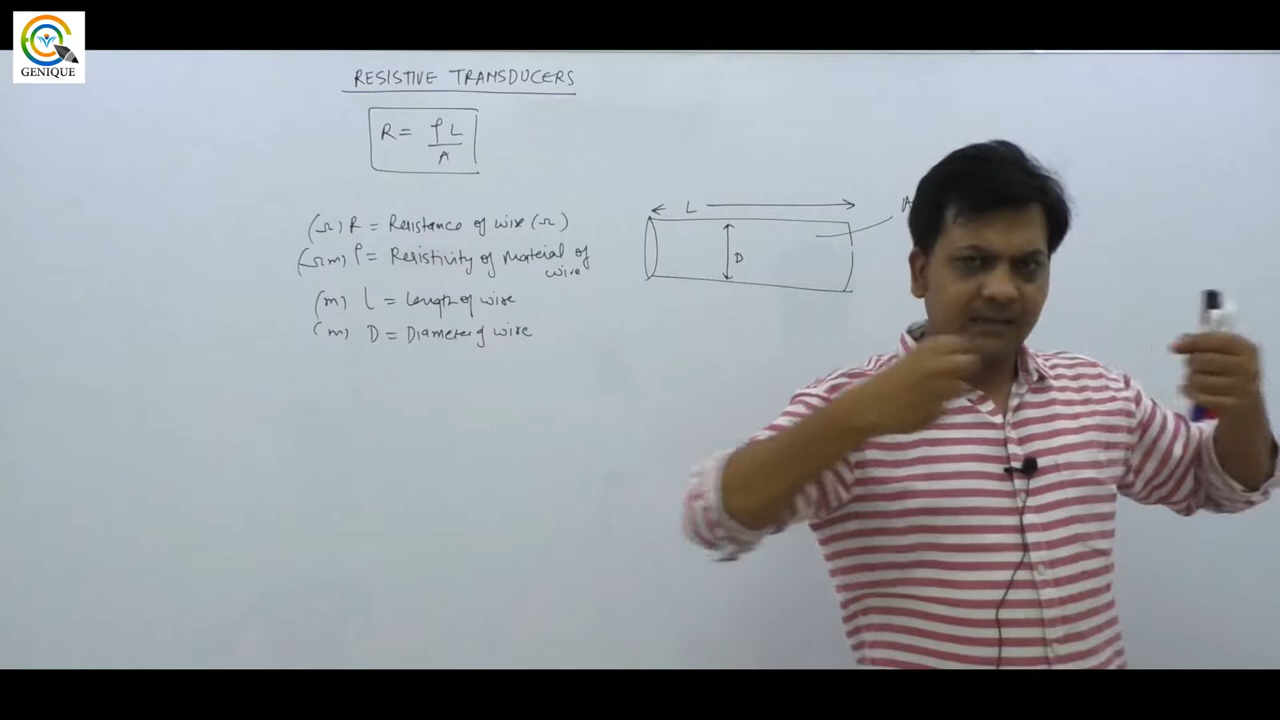 GENIQUE
RESISTIVE TRANSDUCERS
R = ρL
A
(Ω) R = Resistance of wire (Ω)
(Ωm) ρ = Resistivity of Material of
wire
(m) L = Length of wire
(m) D = Diameter of wire
L
D
A